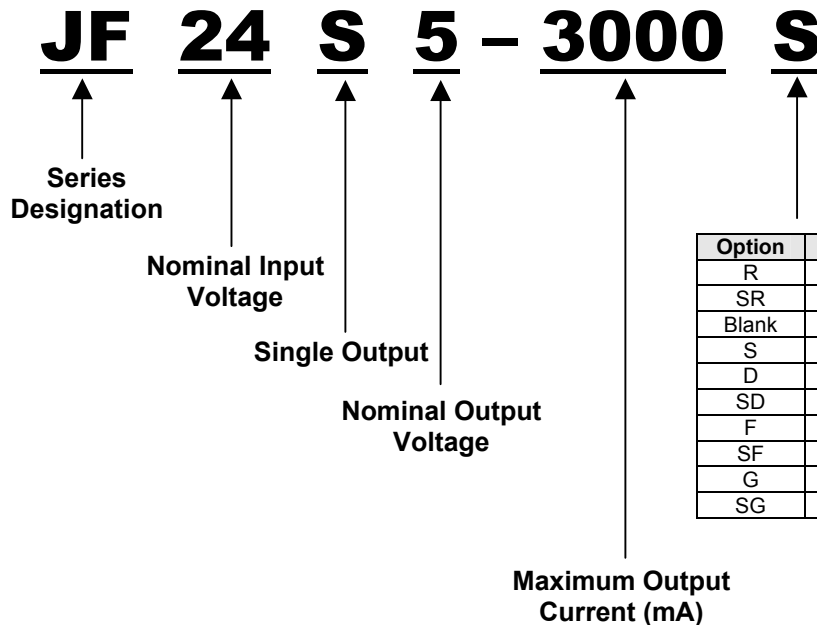 JF 24 S 5 – 3000 S
Series
Designation
Nominal Input
Voltage
Single Output
Nominal Output
Voltage
Maximum Output
Current (mA)
Option
R
SR
Blank
S
D
SD
F
SF
G
SG